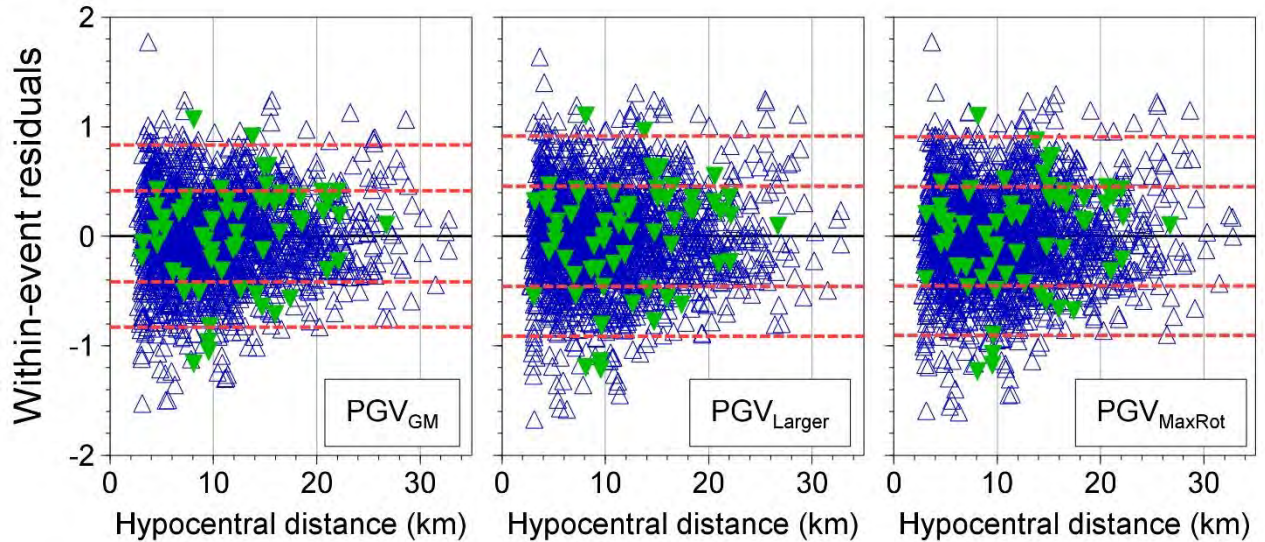 Within-event residuals
2
1
0
-1
-2
PGV_GM
PGV_Larger
PGV_MaxRot
0 10 20 30 0 10 20 30 0 10 20 30
Hypocentral distance (km) Hypocentral distance (km) Hypocentral distance (km)